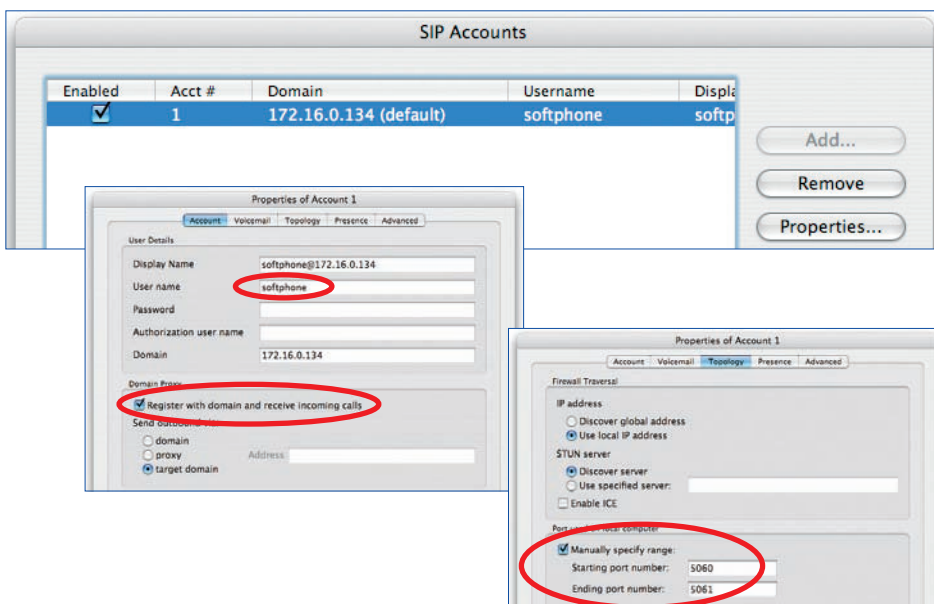 SIP Accounts
Enabled Acct # Domain Username Displa
1 172.16.0.134 (default) softphone softp
Add...
Remove
Properties...
Properties of Account 1
Account Voicemail Topology Presence Advanced
User Details
Display Name softphone@172.16.0.134
User name softphone
Password
Authorization user name
Domain 172.16.0.134
Domain Proxy
Register with domain and receive incoming calls
Send outbound via:
domain
proxy Address
target domain
Properties of Account 1
Account Voicemail Topology Presence Advanced
Firewall Traversal
IP address
Discover global address
Use local IP address
STUN server
Discover server
Use specified server:
Enable ICE
local computer
Manually specify range:
Starting port number: 5060
Ending port number: 5061